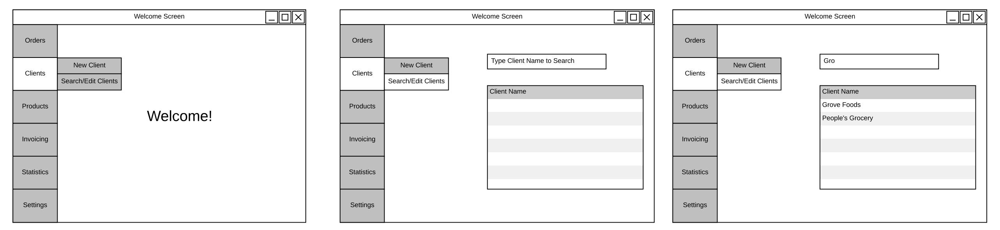 Welcome Screen
Orders
Clients
New Client
Search/Edit Clients
Products
Welcome!
Invoicing
Statistics
Settings
Welcome Screen
Orders
Type Client Name to Search
Clients
New Client
Search/Edit Clients
Client Name
Products
Invoicing
Statistics
Settings
Welcome Screen
Orders
Gro
Clients
New Client
Search/Edit Clients
Client Name
Products
Grove Foods
People's Grocery
Invoicing
Statistics
Settings